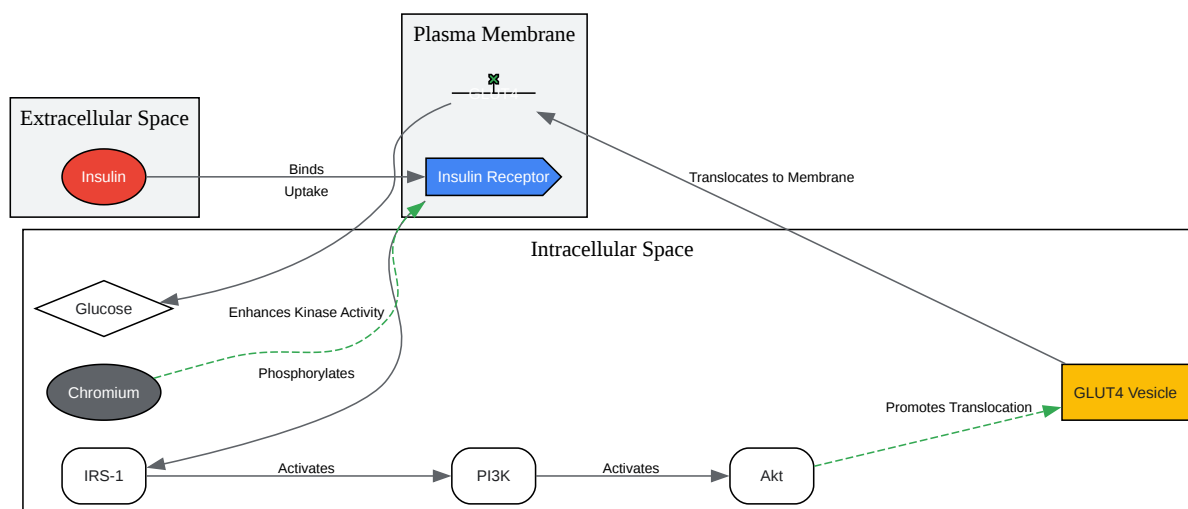 Plasma Membrane
GLUT4
Extracellular Space
Insulin
Binds
Uptake
Insulin Receptor
Translocates to Membrane
Intracellular Space
Glucose
Enhances Kinase Activity
Phosphorylates
Chromium
GLUT4 Vesicle
Promotes Translocation
IRS-1
Activates
PI3K
Activates
Akt